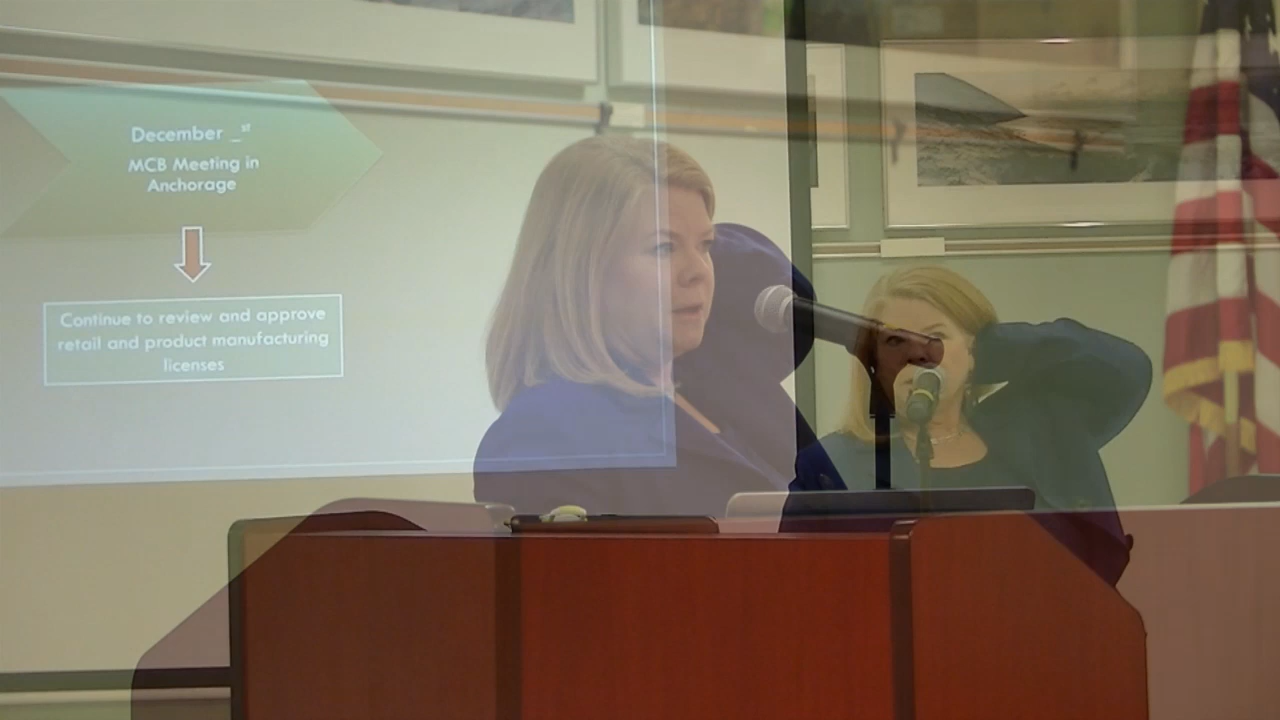 December _st
MCB Meeting in
Anchorage
Continue to review and approve
retail and product manufacturing
licenses